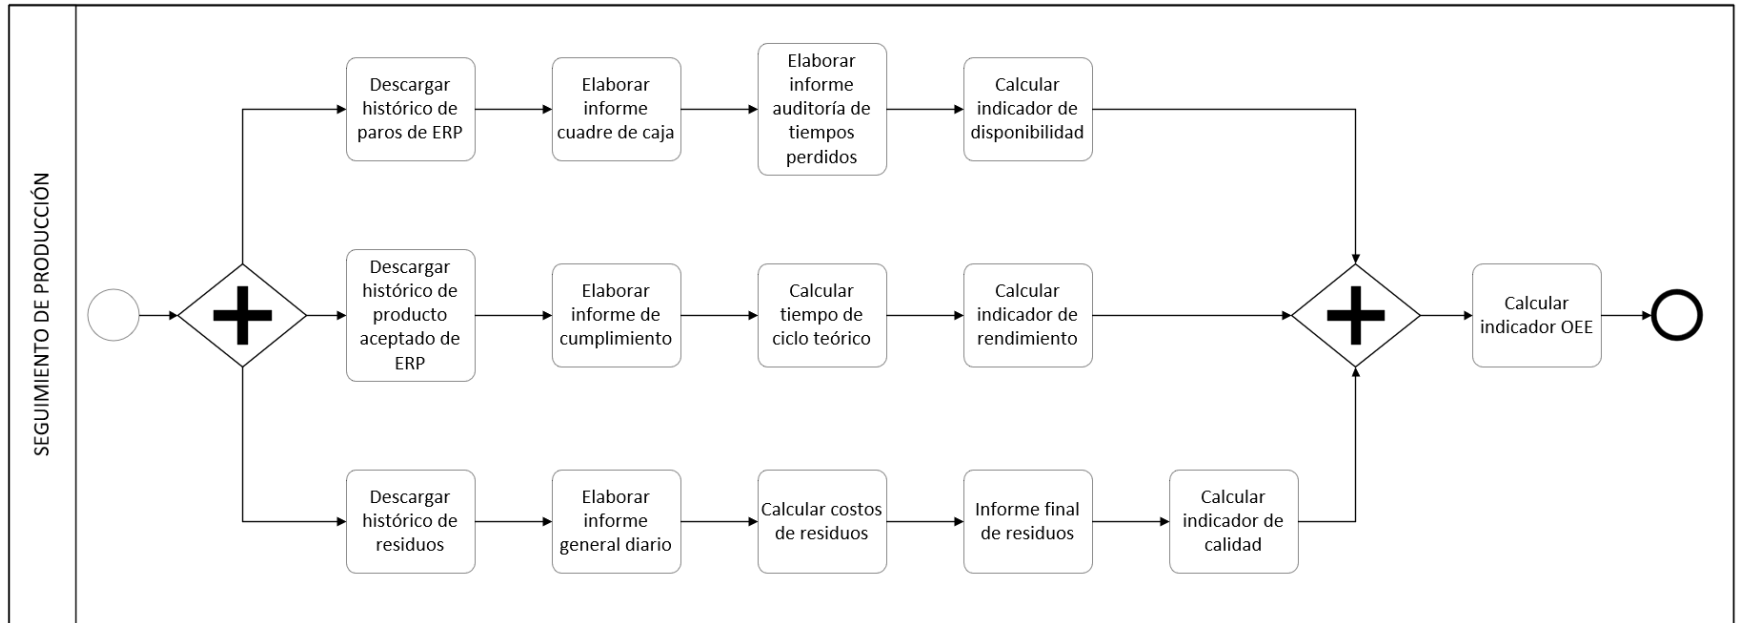 SEGUIMIENTO DE PRODUCCIÓN
Descargar
histórico de
paros de ERP
Elaborar
informe
cuadre de caja
Elaborar
informe
auditoría de
tiempos
perdidos
Calcular
indicador de
disponibilidad
Descargar
histórico de
producto
aceptado de
ERP
Elaborar
informe de
cumplimiento
Calcular
tiempo de
ciclo teórico
Calcular
indicador de
rendimiento
Calcular
indicador OEE
Descargar
histórico de
residuos
Elaborar
informe
general diario
Calcular costos
de residuos
Informe final
de residuos
Calcular
indicador de
calidad